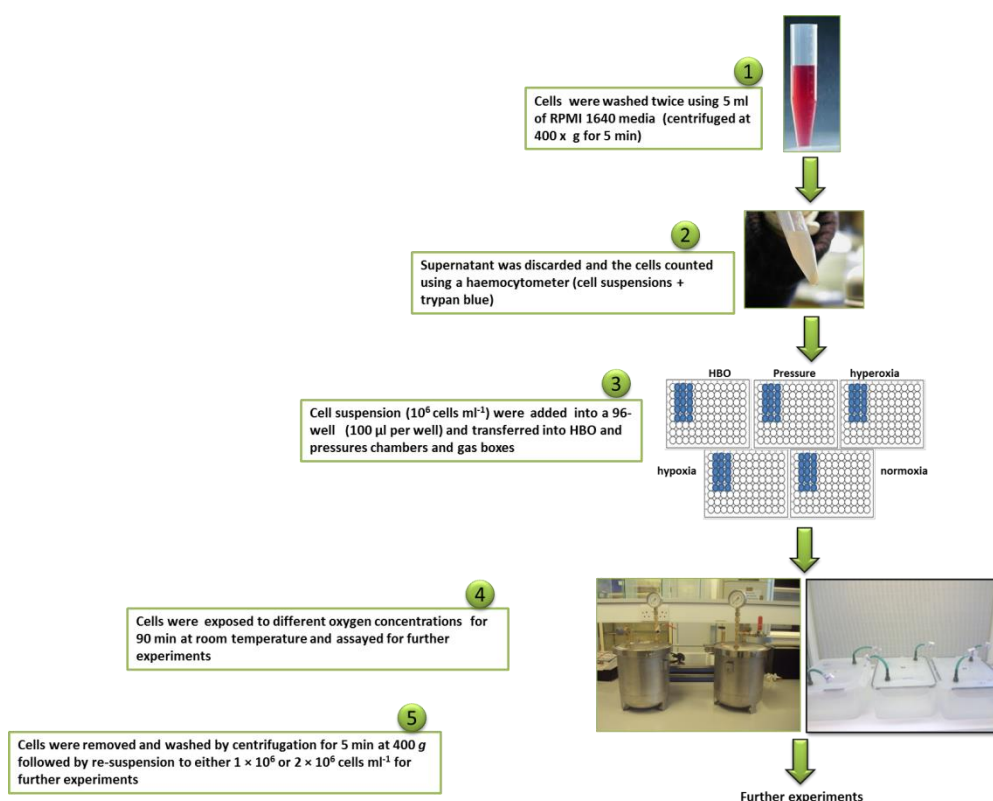 1
Cells were washed twice using 5 ml
of RPMI 1640 media (centrifuged at
400 x g for 5 min)
2
Supernatant was discarded and the cells counted
using a haemocytometer (cell suspensions +
trypan blue)
HBO
Pressure
hyperoxia
3
Cell suspension (10⁶ cells ml⁻¹) were added into a 96-
well (100 µl per well) and transferred into HBO and
pressures chambers and gas boxes
hypoxia
normoxia
4
Cells were exposed to different oxygen concentrations for
90 min at room temperature and assayed for further
experiments
5
Cells were removed and washed by centrifugation for 5 min at 400 g
followed by re-suspension to either 1 × 10⁶ or 2 × 10⁶ cells ml⁻¹ for
further experiments
Further experiments